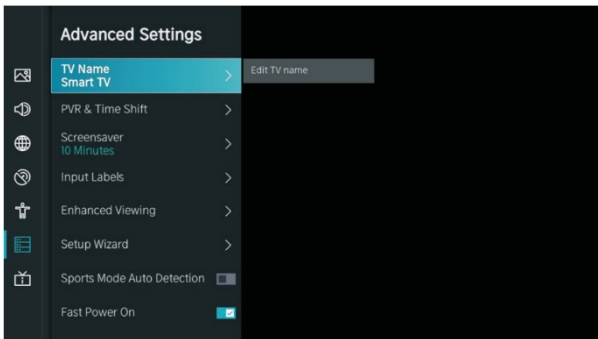 Advanced Settings
TV Name
Smart TV
Edit TV name
PVR & Time Shift
Screensaver
10 Minutes
Input Labels
Enhanced Viewing
Setup Wizard
Sports Mode Auto Detection
Fast Power On